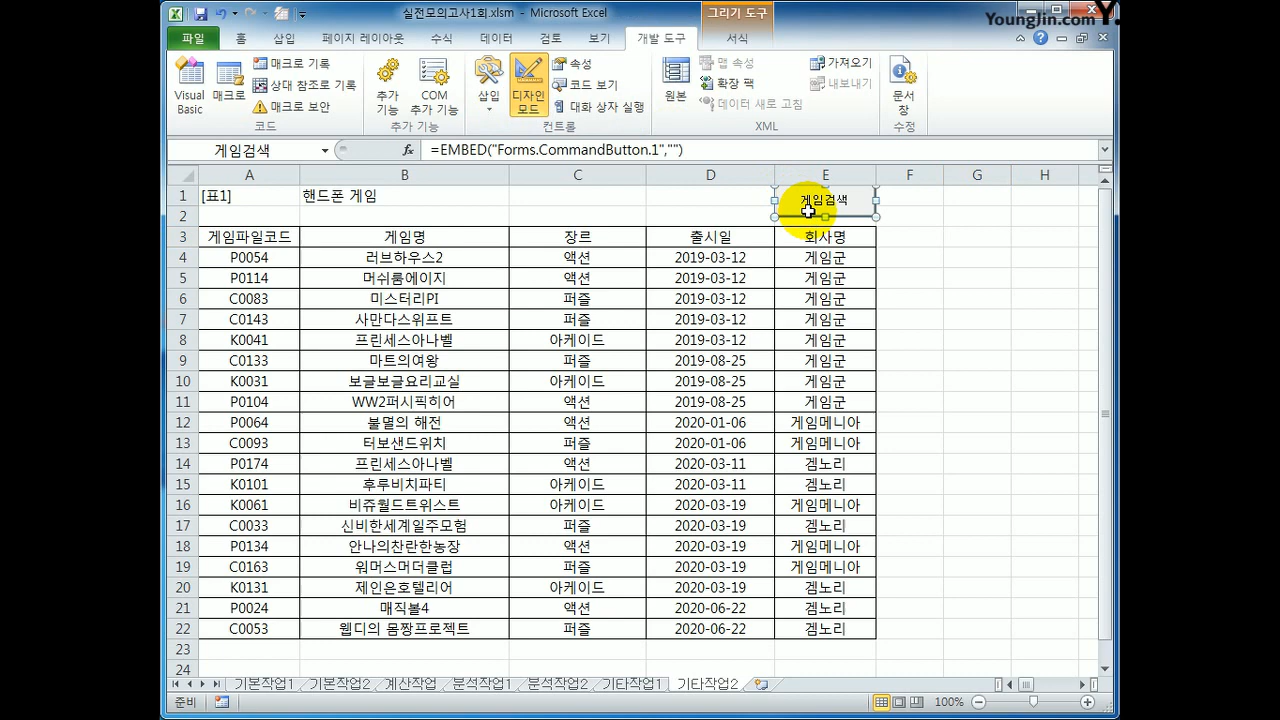 실전모의고사1회.xlsm - Microsoft Excel
그리기 도구
YoungJin.com Y.
파일 홈 삽입 페이지 레이아웃 수식 데이터 검토 보기 개발 도구 서식
Visual Basic
매크로
매크로 기록
상대 참조로 기록
매크로 보안
코드
추가 기능
COM 추가 기능
추가 기능
삽입
디자인 모드
속성
코드 보기
대화 상자 실행
컨트롤
원본
맵 속성
확장 팩
데이터 새로 고침
가져오기
내보내기
XML
문서 창
수정
게임검색 fx =EMBED("Forms.CommandButton.1","")
A B C D E F G H
1 [표1] 핸드폰 게임 게임검색
2
3 게임파일코드 게임명 장르 출시일 회사명
4 P0054 러브하우스2 액션 2019-03-12 게임군
5 P0114 머쉬룸에이지 액션 2019-03-12 게임군
6 C0083 미스터리PI 퍼즐 2019-03-12 게임군
7 C0143 사만다스위프트 퍼즐 2019-03-12 게임군
8 K0041 프린세스아나벨 아케이드 2019-03-12 게임군
9 C0133 마트의여왕 퍼즐 2019-08-25 게임군
10 K0031 보글보글요리교실 아케이드 2019-08-25 게임군
11 P0104 WW2퍼시픽히어 액션 2019-08-25 게임군
12 P0064 불멸의 해전 액션 2020-01-06 게임메니아
13 C0093 터보샌드위치 퍼즐 2020-01-06 게임메니아
14 P0174 프린세스아나벨 액션 2020-03-11 겜노리
15 K0101 후루비치파티 아케이드 2020-03-11 겜노리
16 K0061 비쥬월드트위스트 아케이드 2020-03-19 게임메니아
17 C0033 신비한세계일주모험 퍼즐 2020-03-19 겜노리
18 P0134 안나의찬란한농장 액션 2020-03-19 게임메니아
19 C0163 워머스머더클럽 퍼즐 2020-03-19 게임메니아
20 K0131 제인은호텔리어 아케이드 2020-03-19 겜노리
21 P0024 매직볼4 액션 2020-06-22 겜노리
22 C0053 웹디의 몸짱프로젝트 퍼즐 2020-06-22 겜노리
23
24
기본작업1 기본작업2 계산작업 분석작업1 분석작업2 기타작업1 기타작업2
준비 100%